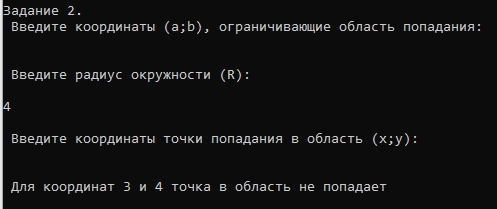 Задание 2.
Введите координаты (a;b), ограничивающие область попадания:
Введите радиус окружности (R):
4
Введите координаты точки попадания в область (x;y):
Для координат 3 и 4 точка в область не попадает